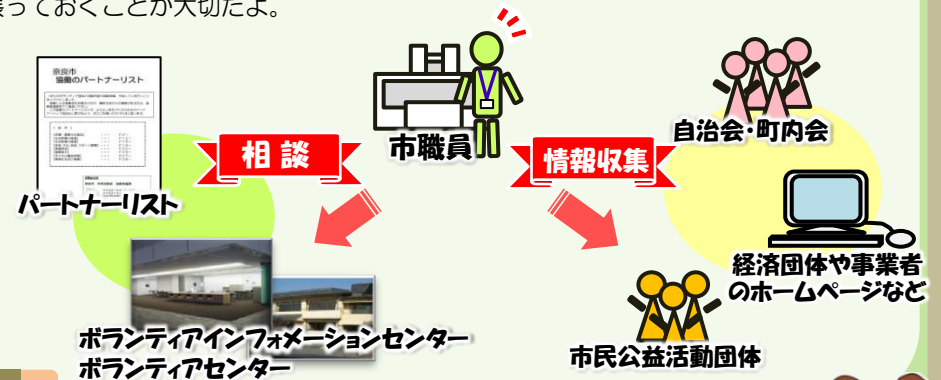 張っておくことが大切だよ。
奈良市
協働のパートナーリスト
パートナーリスト
相談
市職員
情報収集
自治会・町内会
経済団体や事業者
のホームページなど
ボランティアインフォメーションセンター
ボランティアセンター
市民公益活動団体